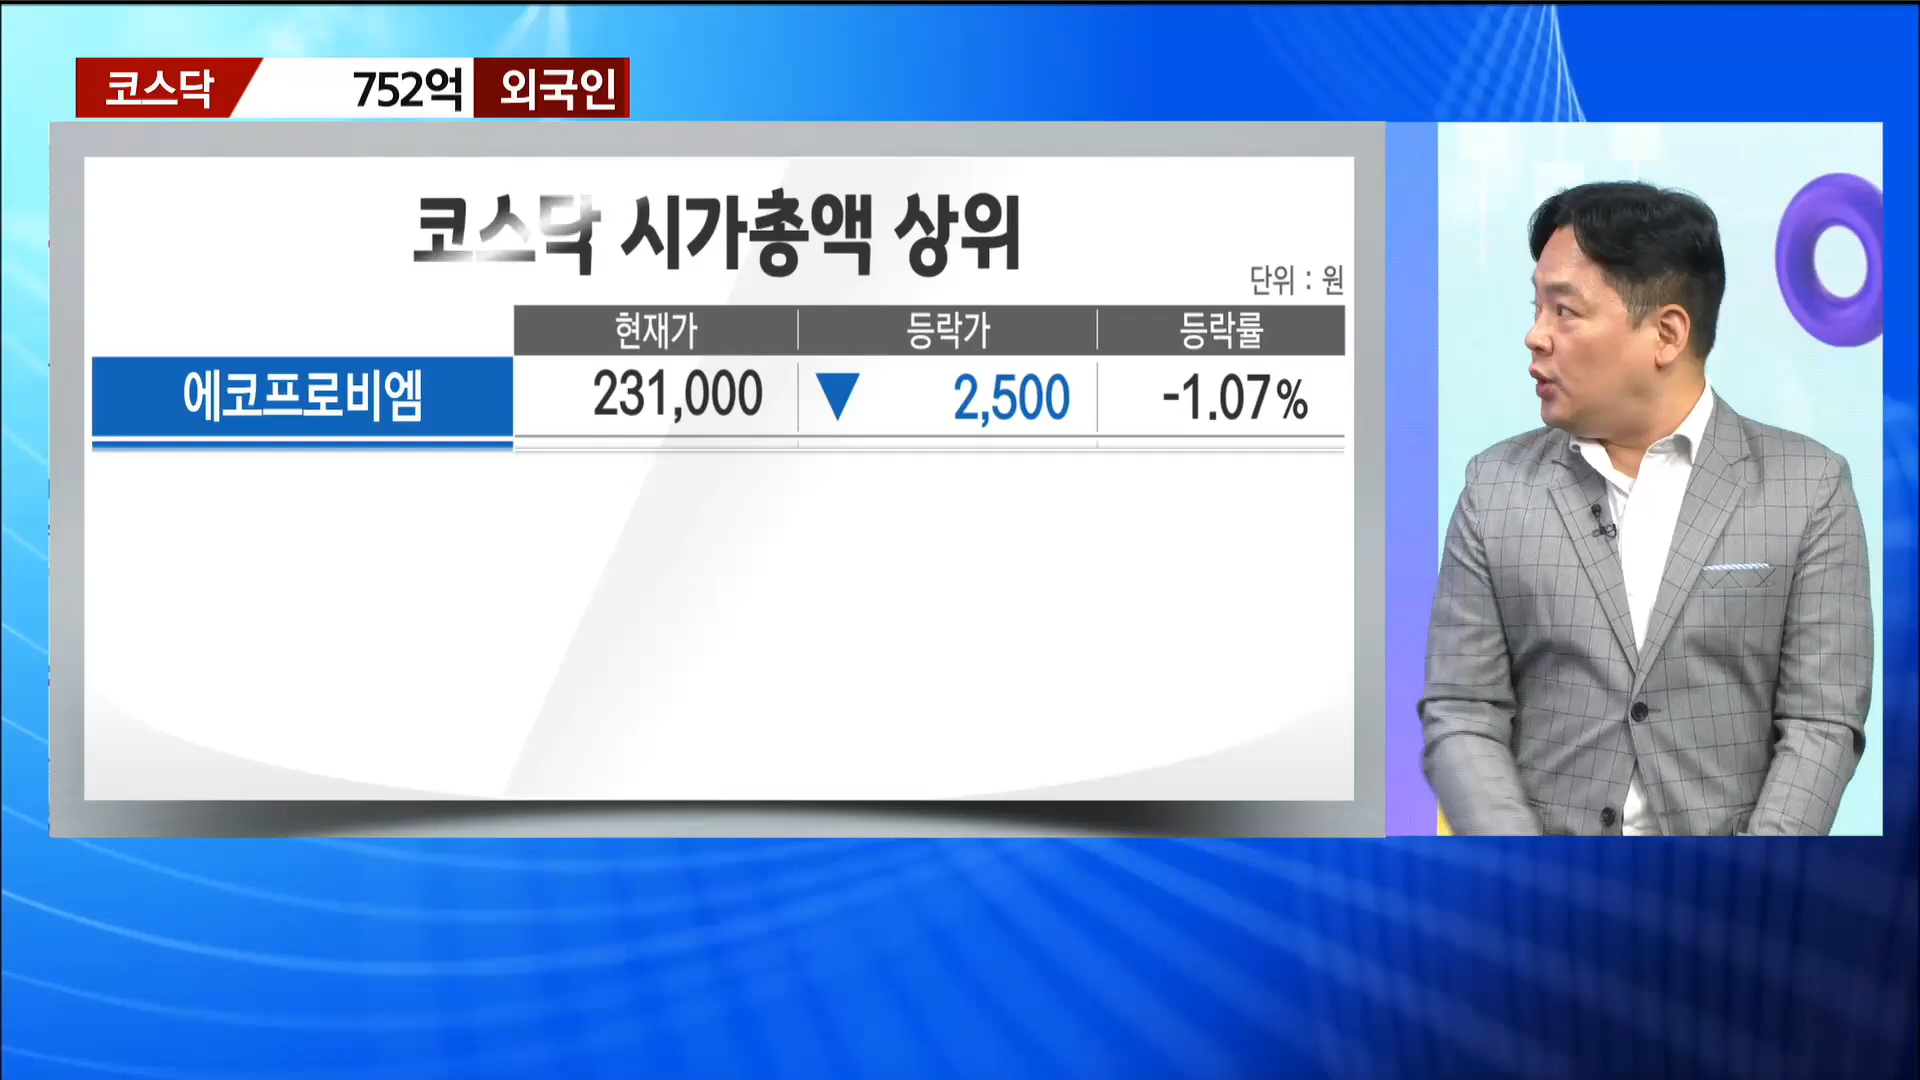 코스닥 752억 외국인
코스닥 시가총액 상위
단위 : 원
현재가 등락가 등락률
에코프로비엠 231,000 ▼ 2,500 -1.07%